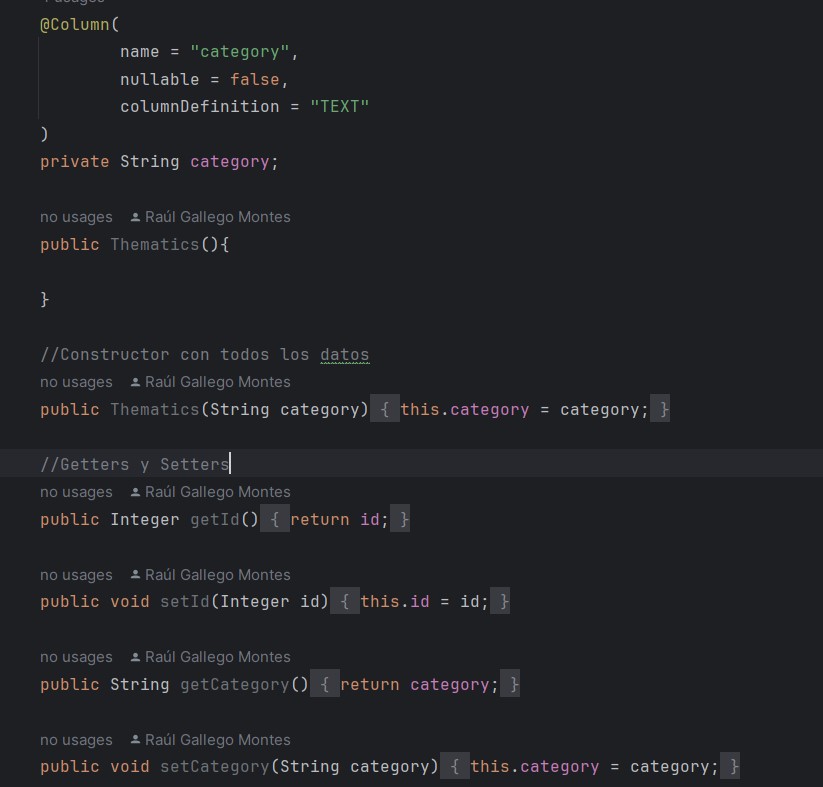 @Column(
name = "category",
nullable = false,
columnDefinition = "TEXT"
)
private String category;
no usages Raúl Gallego Montes
public Thematics(){
}
//Constructor con todos los datos
no usages Raúl Gallego Montes
public Thematics(String category) { this.category = category; }
//Getters y Setters
no usages Raúl Gallego Montes
public Integer getId() { return id; }
no usages Raúl Gallego Montes
public void setId(Integer id) { this.id = id; }
no usages Raúl Gallego Montes
public String getCategory() { return category; }
no usages Raúl Gallego Montes
public void setCategory(String category) { this.category = category; }